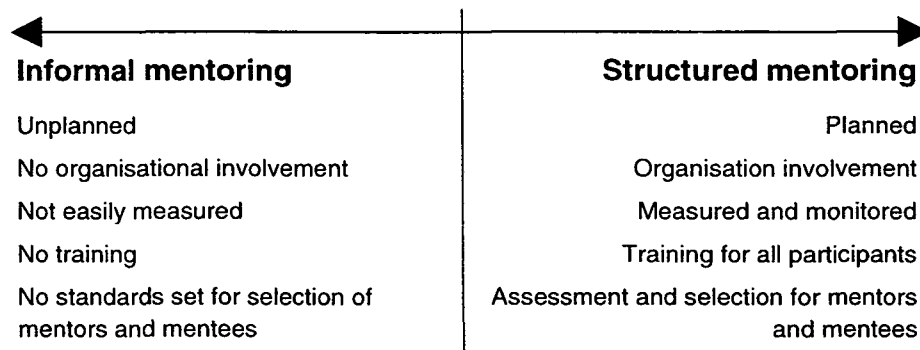 Informal mentoring
Unplanned
No organisational involvement
Not easily measured
No training
No standards set for selection of
mentors and mentees
Structured mentoring
Planned
Organisation involvement
Measured and monitored
Training for all participants
Assessment and selection for mentors
and mentees